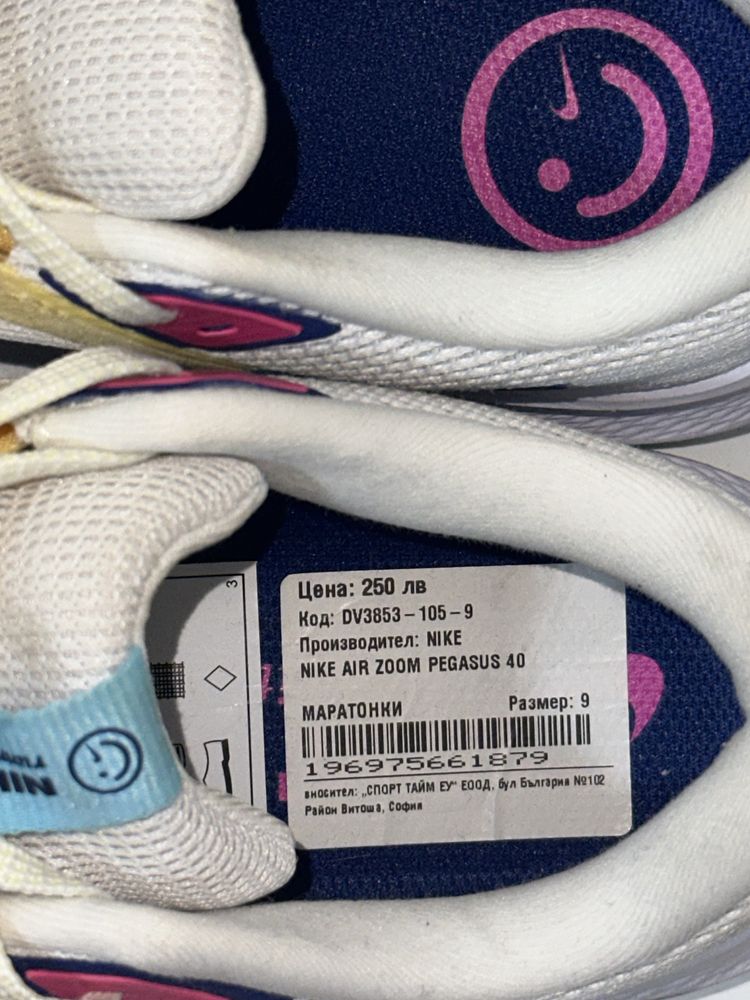 Цена: 250 лв
Код: DV3853-105-9
Производител: NIKE
NIKE AIR ZOOM PEGASUS 40
МАРАТОНКИ Размер: 9
196975661879
вносител: „СПОРТ ТАЙМ ЕУ" ЕООД, бул България №102
Район Витоша, София
3